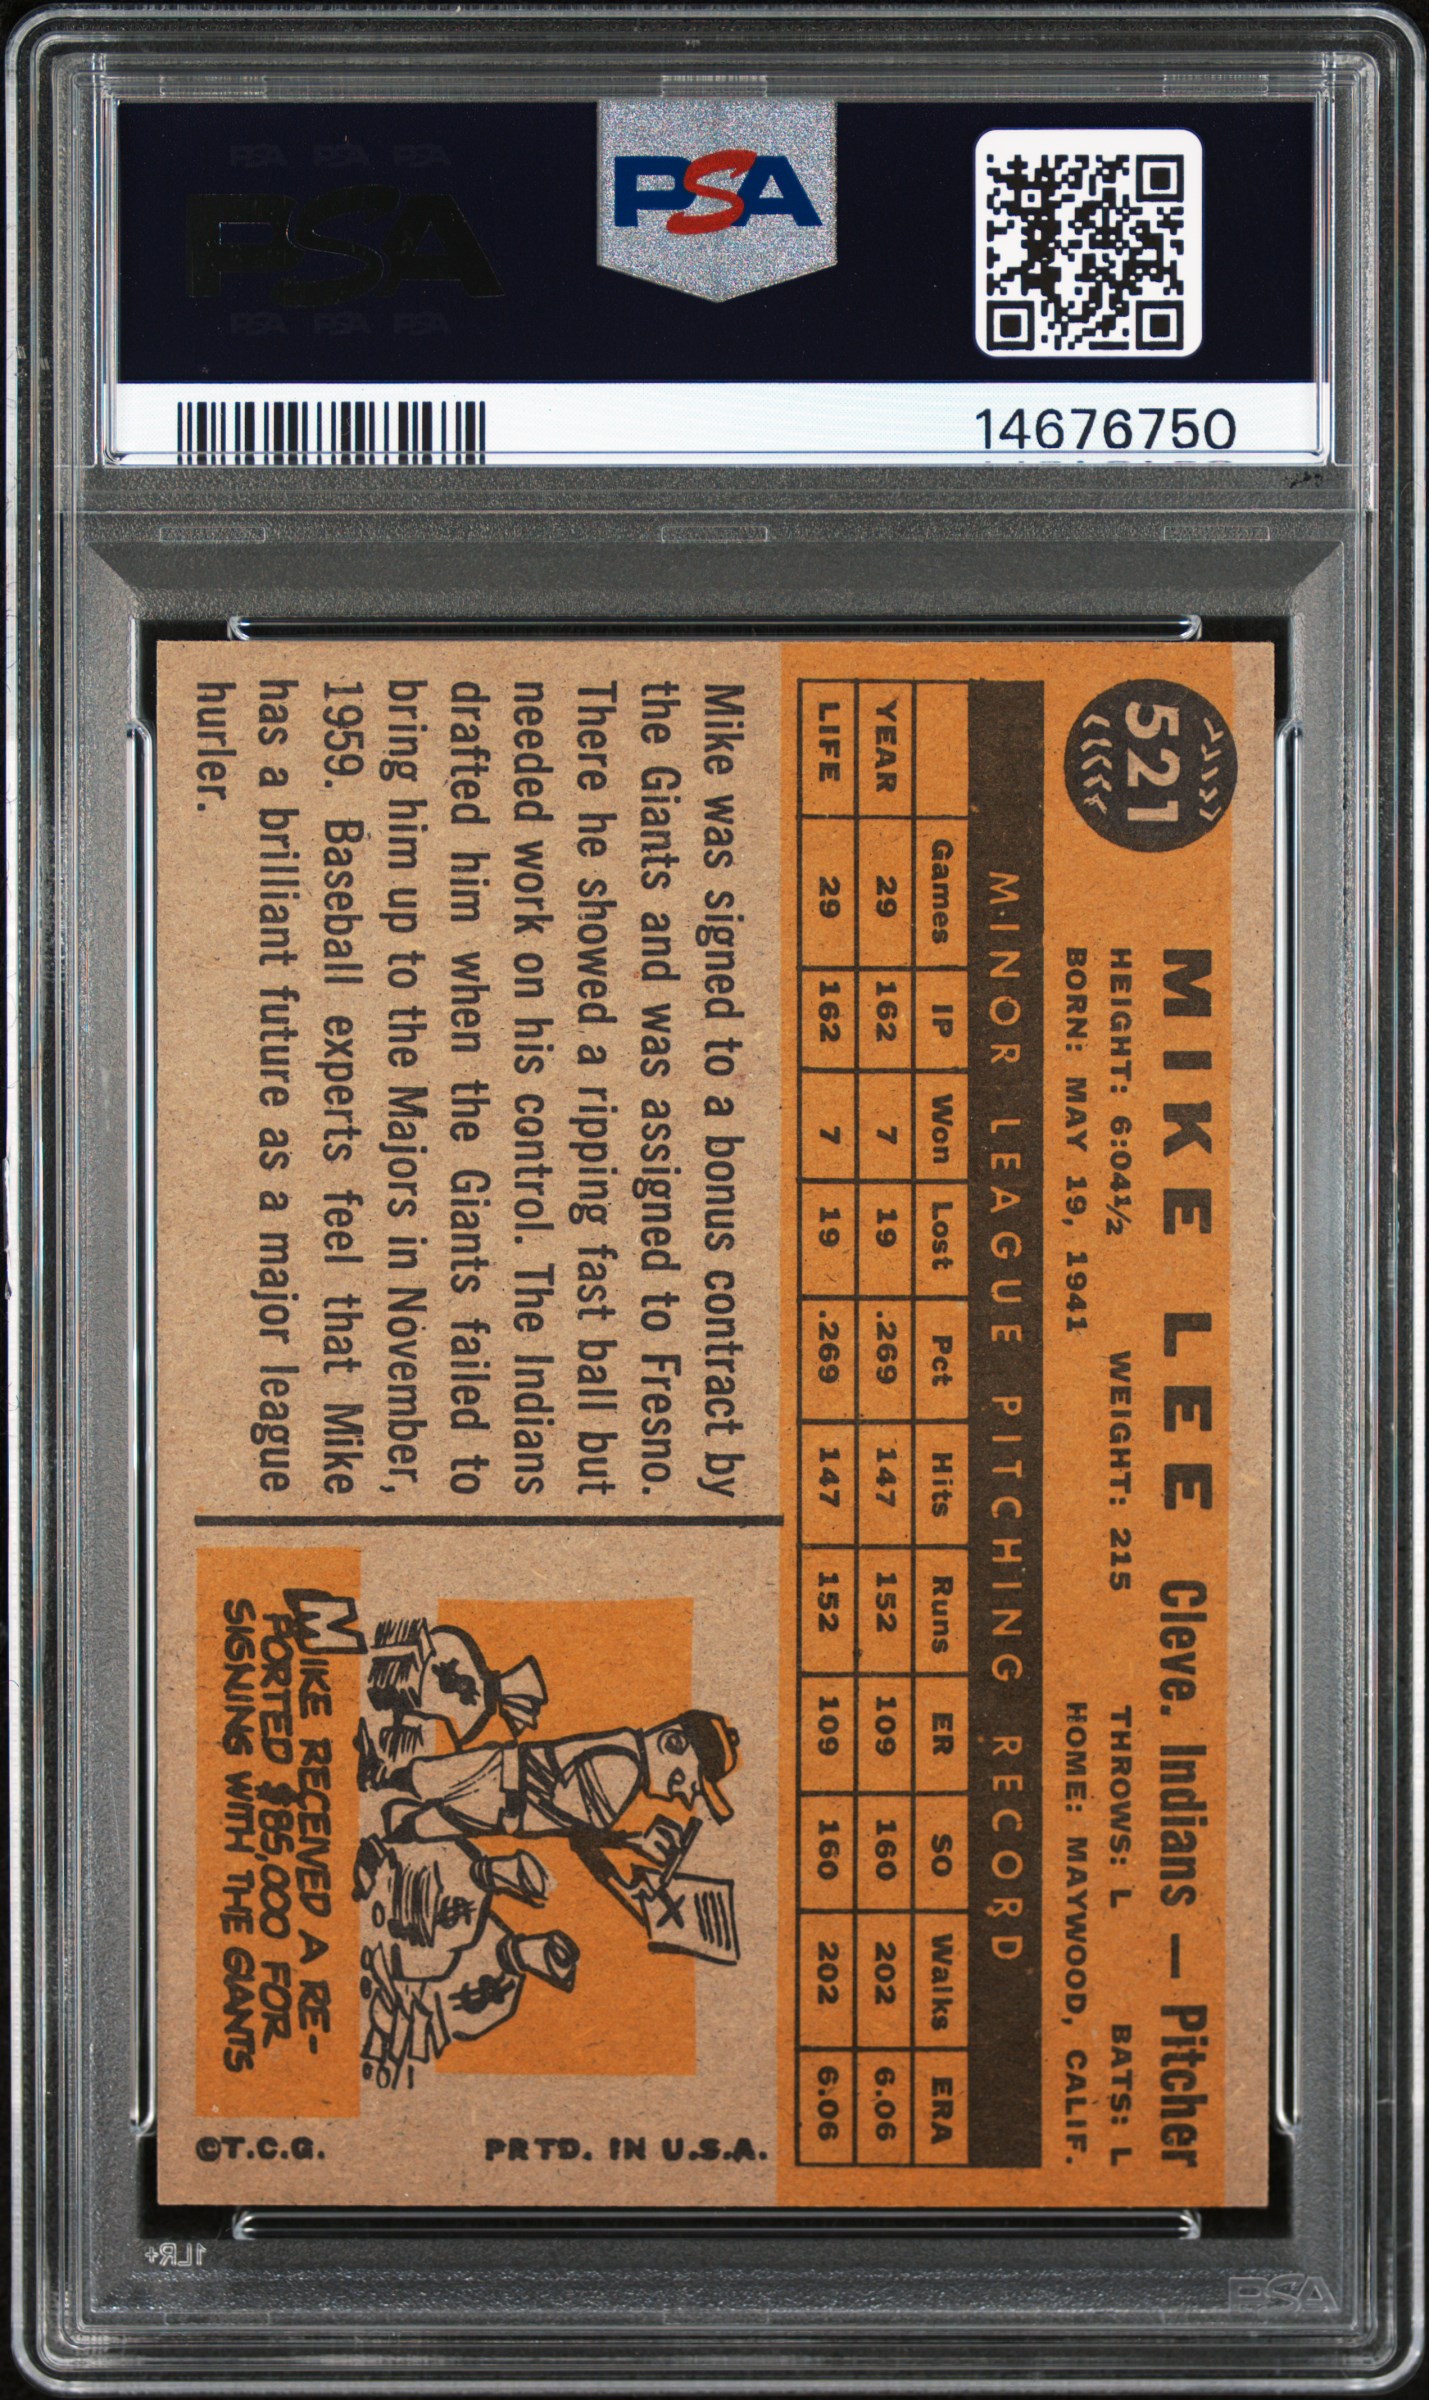 PSA PSA PSA
PSA
PSA PSA PSA
PSA
14676750
521
MIKE LEE Cleve. Indians — Pitcher
HEIGHT: 6:04½ WEIGHT: 215 THROWS: L BATS: L
BORN: MAY 19, 1941 HOME: MAYWOOD, CALIF.
MINOR LEAGUE PITCHING RECORD
Games IP Won Lost Pct Hits Runs ER SO Walks ERA
YEAR 29 162 7 19 .269 147 152 109 160 202 6.06
LIFE 29 162 7 19 .269 147 152 109 160 202 6.06
Mike was signed to a bonus contract by
the Giants and was assigned to Fresno.
There he showed a ripping fast ball but
needed work on his control. The Indians
drafted him when the Giants failed to
bring him up to the Majors in November,
1959. Baseball experts feel that Mike
has a brilliant future as a major league
hurler.
$
$
$
X
MIKE RECEIVED A RE-
PORTED $85,000 FOR
SIGNING WITH THE GIANTS
PRTD. IN U.S.A.
©T.C.G.
1LR+
PSA